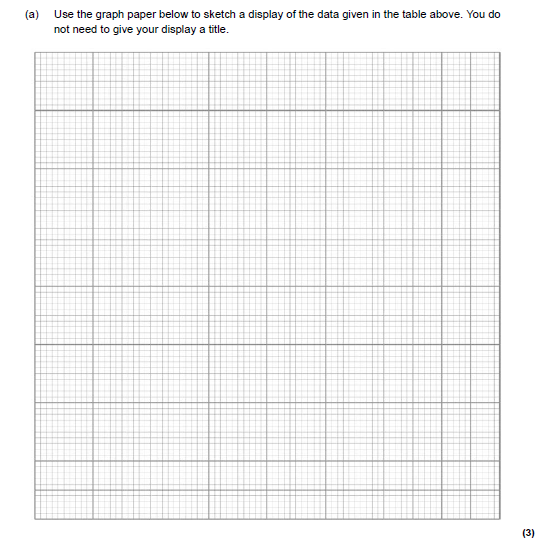 (a) Use the graph paper below to sketch a display of the data given in the table above. You do
not need to give your display a title.
(3)